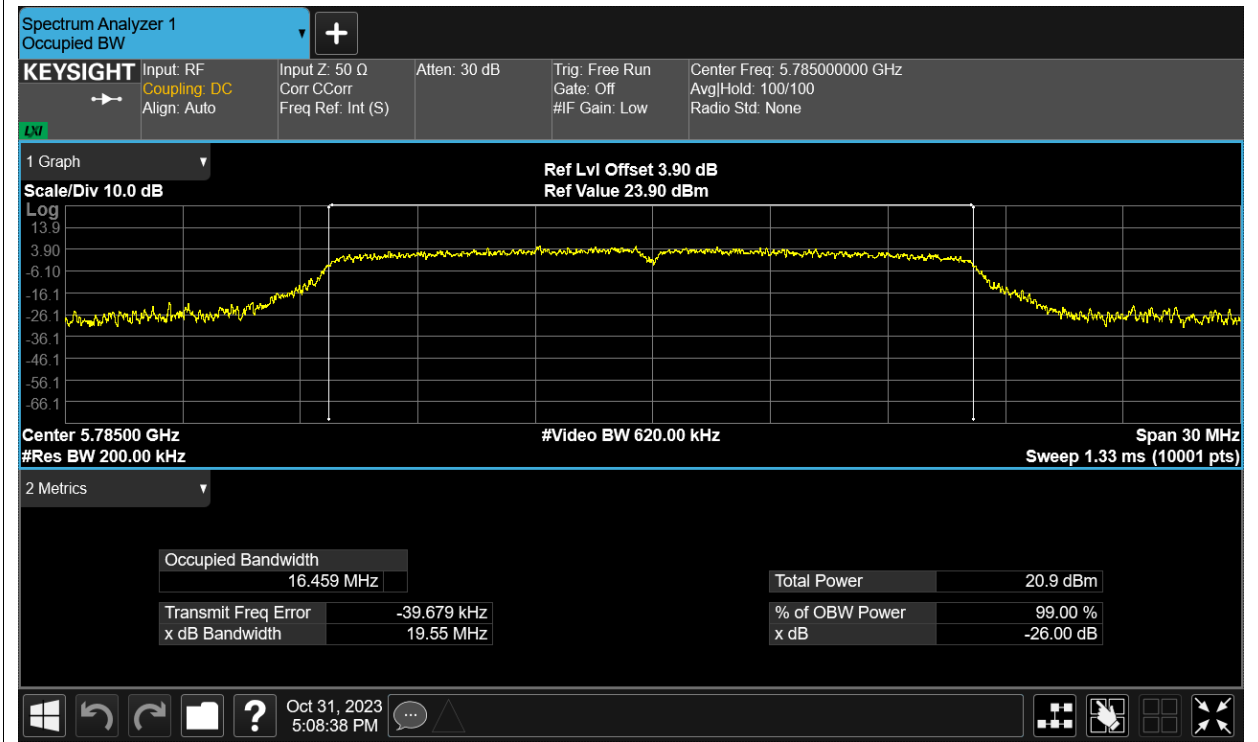 Spectrum Analyzer 1
Occupied BW
+
KEYSIGHT
Input: RF
Coupling: DC
Align: Auto
Input Z: 50 Ω
Corr CCorr
Freq Ref: Int (S)
Atten: 30 dB
Trig: Free Run
Gate: Off
#IF Gain: Low
Center Freq: 5.785000000 GHz
Avg|Hold: 100/100
Radio Std: None
LXI
1 Graph
Ref Lvl Offset 3.90 dB
Scale/Div 10.0 dB
Ref Value 23.90 dBm
Log
13.9
3.90
-6.10
-16.1
-26.1
-36.1
-46.1
-56.1
-66.1
Center 5.78500 GHz
#Video BW 620.00 kHz
Span 30 MHz
#Res BW 200.00 kHz
Sweep 1.33 ms (10001 pts)
2 Metrics
Occupied Bandwidth
16.459 MHz
Total Power 20.9 dBm
Transmit Freq Error -39.679 kHz
% of OBW Power 99.00 %
x dB Bandwidth 19.55 MHz
x dB -26.00 dB
?
Oct 31, 2023
5:08:38 PM